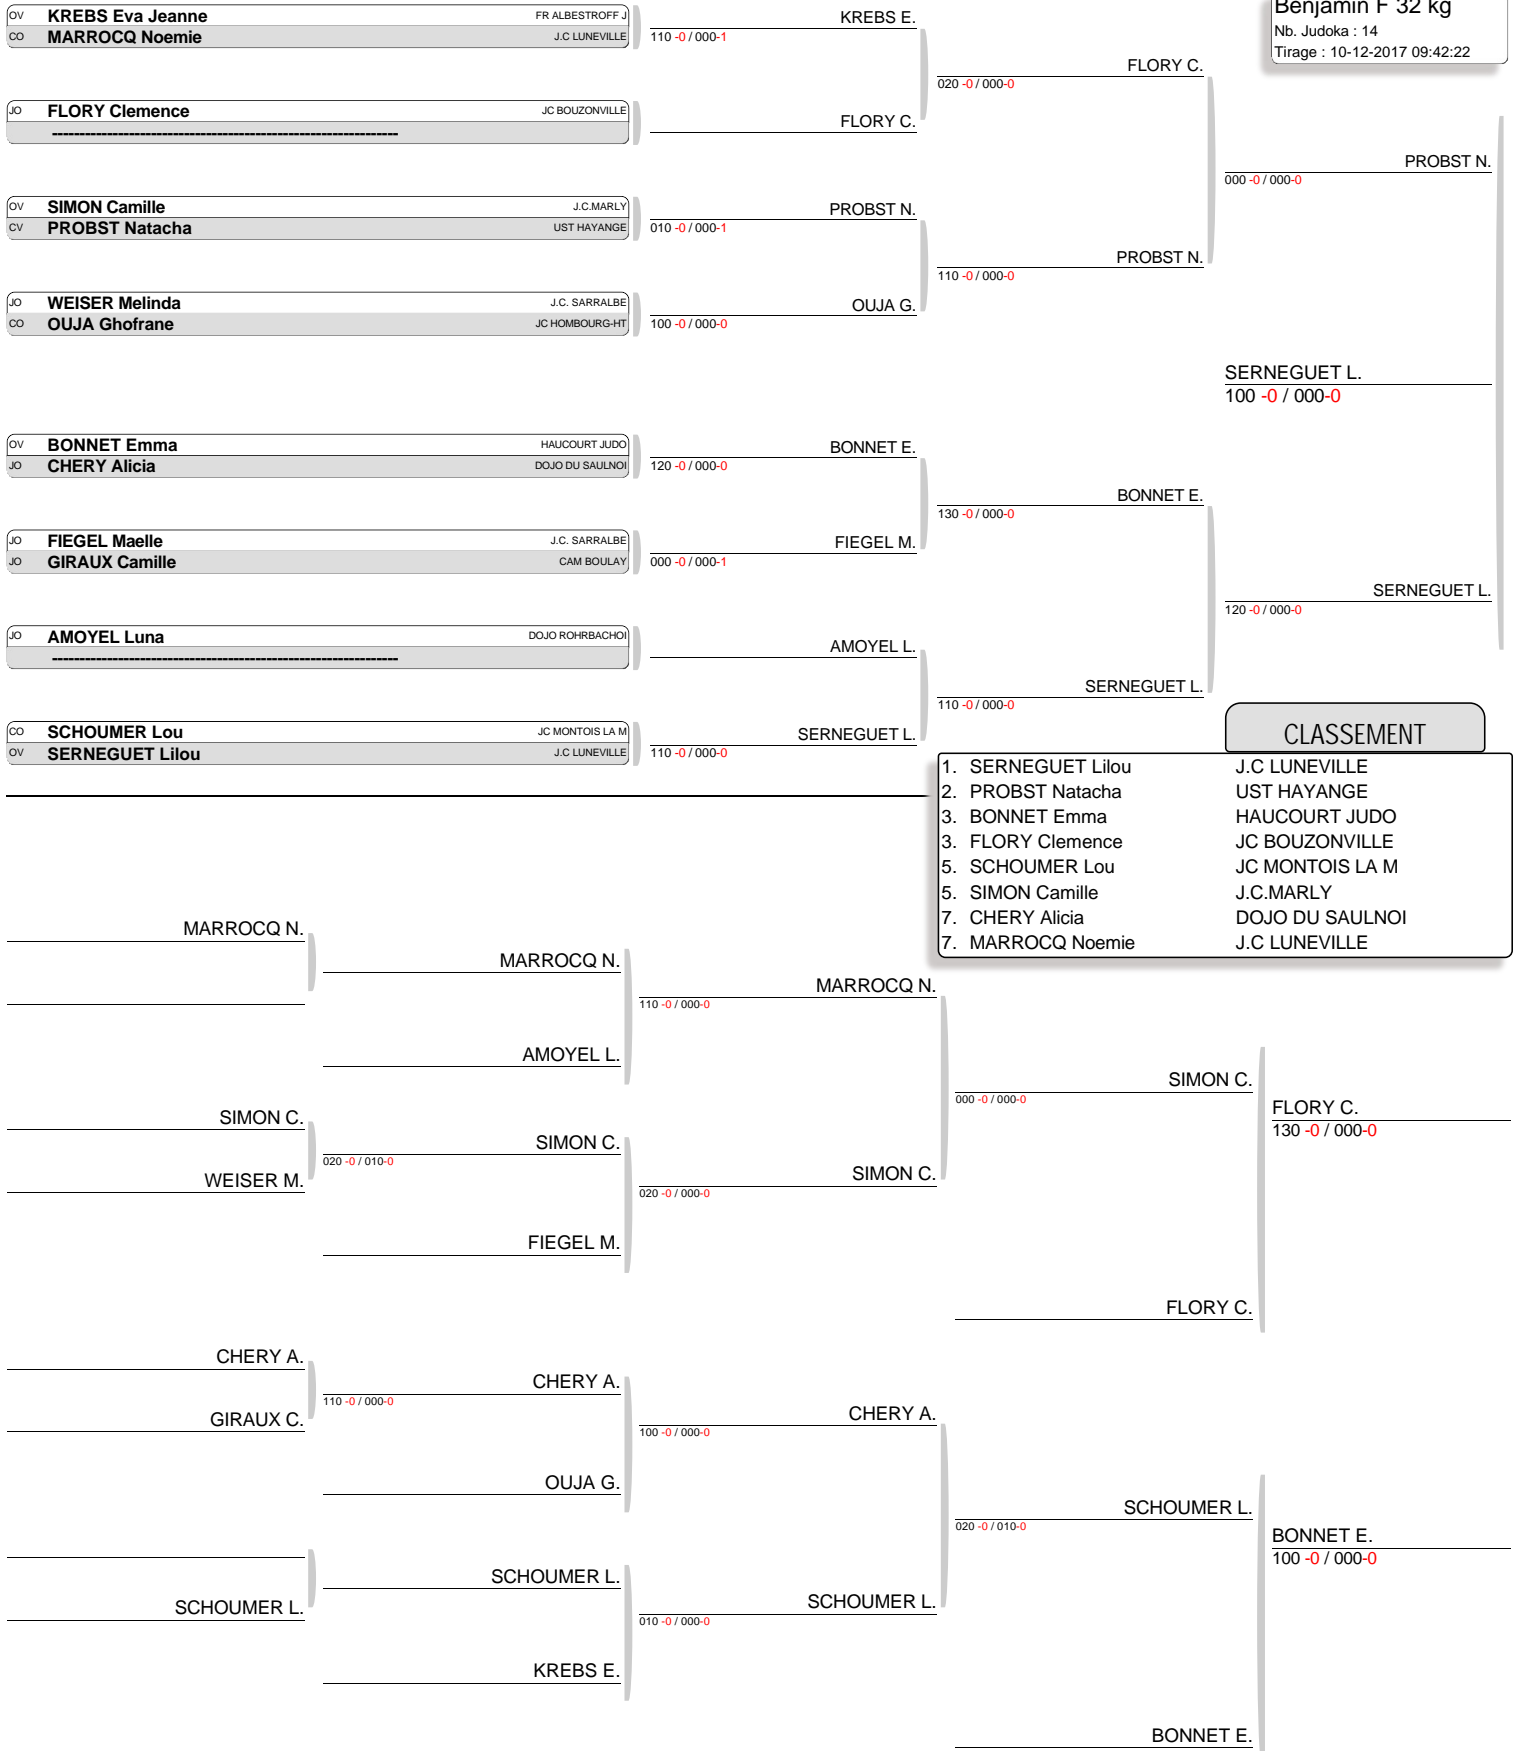 Benjamin F 32 kg
Nb. Judoka : 14
Tirage : 10-12-2017 09:42:22
OV KREBS Eva Jeanne FR ALBESTROFF J
CO MARROCQ Noemie J.C LUNEVILLE
KREBS E.
110 -0 / 000-1
FLORY C.
020 -0 / 000-0
JO FLORY Clemence JC BOUZONVILLE
----------------------------------------------------------------
FLORY C.
PROBST N.
000 -0 / 000-0
OV SIMON Camille J.C.MARLY
CV PROBST Natacha UST HAYANGE
PROBST N.
010 -0 / 000-1
PROBST N.
110 -0 / 000-0
JO WEISER Melinda J.C. SARRALBE
CO OUJA Ghofrane JC HOMBOURG-HT
OUJA G.
100 -0 / 000-0
SERNEGUET L.
100 -0 / 000-0
OV BONNET Emma HAUCOURT JUDO
JO CHERY Alicia DOJO DU SAULNOI
BONNET E.
120 -0 / 000-0
BONNET E.
130 -0 / 000-0
JO FIEGEL Maelle J.C. SARRALBE
JO GIRAUX Camille CAM BOULAY
FIEGEL M.
000 -0 / 000-1
SERNEGUET L.
120 -0 / 000-0
JO AMOYEL Luna DOJO ROHRBACHOI
----------------------------------------------------------------
AMOYEL L.
SERNEGUET L.
110 -0 / 000-0
CO SCHOUMER Lou JC MONTOIS LA M
OV SERNEGUET Lilou J.C LUNEVILLE
SERNEGUET L.
110 -0 / 000-0
CLASSEMENT
1. SERNEGUET Lilou J.C LUNEVILLE
2. PROBST Natacha UST HAYANGE
3. BONNET Emma HAUCOURT JUDO
3. FLORY Clemence JC BOUZONVILLE
5. SCHOUMER Lou JC MONTOIS LA M
5. SIMON Camille J.C.MARLY
7. CHERY Alicia DOJO DU SAULNOI
7. MARROCQ Noemie J.C LUNEVILLE
MARROCQ N.
MARROCQ N.
MARROCQ N.
110 -0 / 000-0
AMOYEL L.
SIMON C.
000 -0 / 000-0
FLORY C.
130 -0 / 000-0
SIMON C.
SIMON C.
020 -0 / 010-0
WEISER M.
SIMON C.
020 -0 / 000-0
FIEGEL M.
FLORY C.
CHERY A.
CHERY A.
110 -0 / 000-0
GIRAUX C.
CHERY A.
100 -0 / 000-0
OUJA G.
SCHOUMER L.
020 -0 / 010-0
BONNET E.
100 -0 / 000-0
SCHOUMER L.
SCHOUMER L.
SCHOUMER L.
010 -0 / 000-0
KREBS E.
BONNET E.